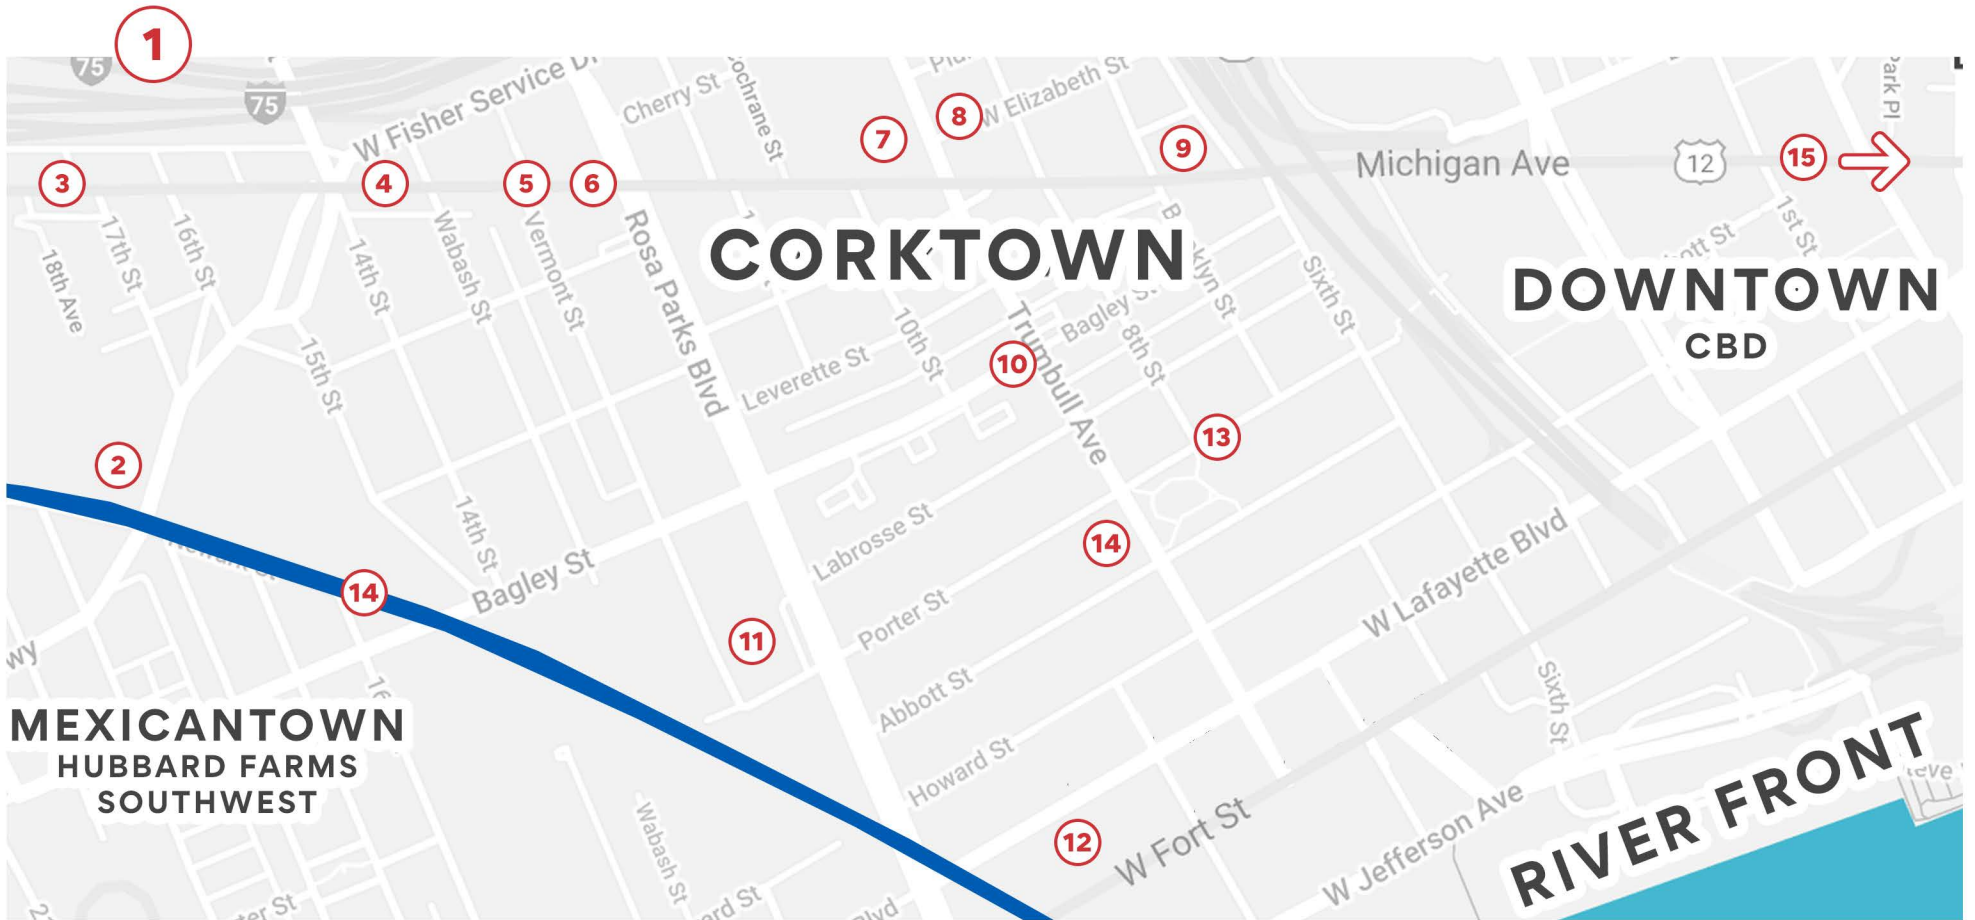 1
75
75
W Fisher Service
Cherry St
8
W Elizabeth St
7
9
Michigan Ave
12
15
Park Pl
3
4
5
6
18th Ave
17th St
16th St
14th St
Wabash St
Vermont St
Rosa Parks Blvd
CORKTOWN
Sixth St
1st St
DOWNTOWN
CBD
15th St
Leverette St
10th St
Trumbull Ave
Bagley St
8th St
10
2
13
14th St
Bagley St
Labrosse St
14
W Lafayette Blvd
14
11
Porter St
Abbott St
Sixth St
MEXICANTOWN
HUBBARD FARMS
SOUTHWEST
Howard St
Wabash St
12
W Fort St
W Jefferson Ave
RIVER FRONT